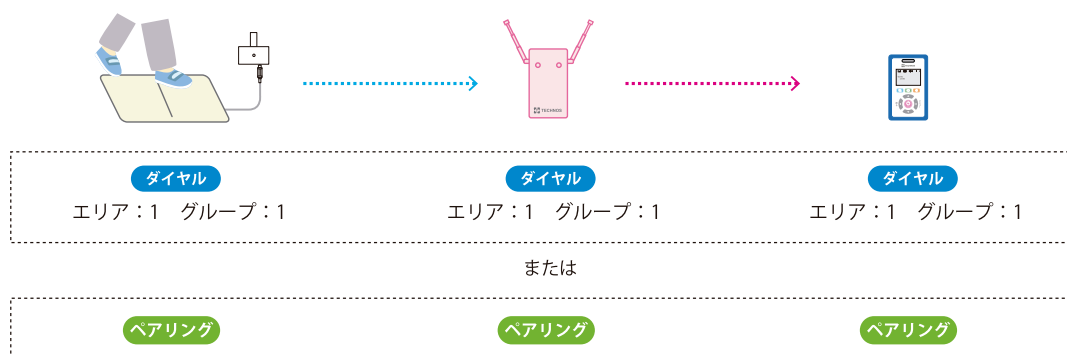 TECHNOS
ダイヤル ダイヤル ダイヤル
エリア：1　グループ：1 エリア：1　グループ：1 エリア：1　グループ：1
または
ペアリング ペアリング ペアリング